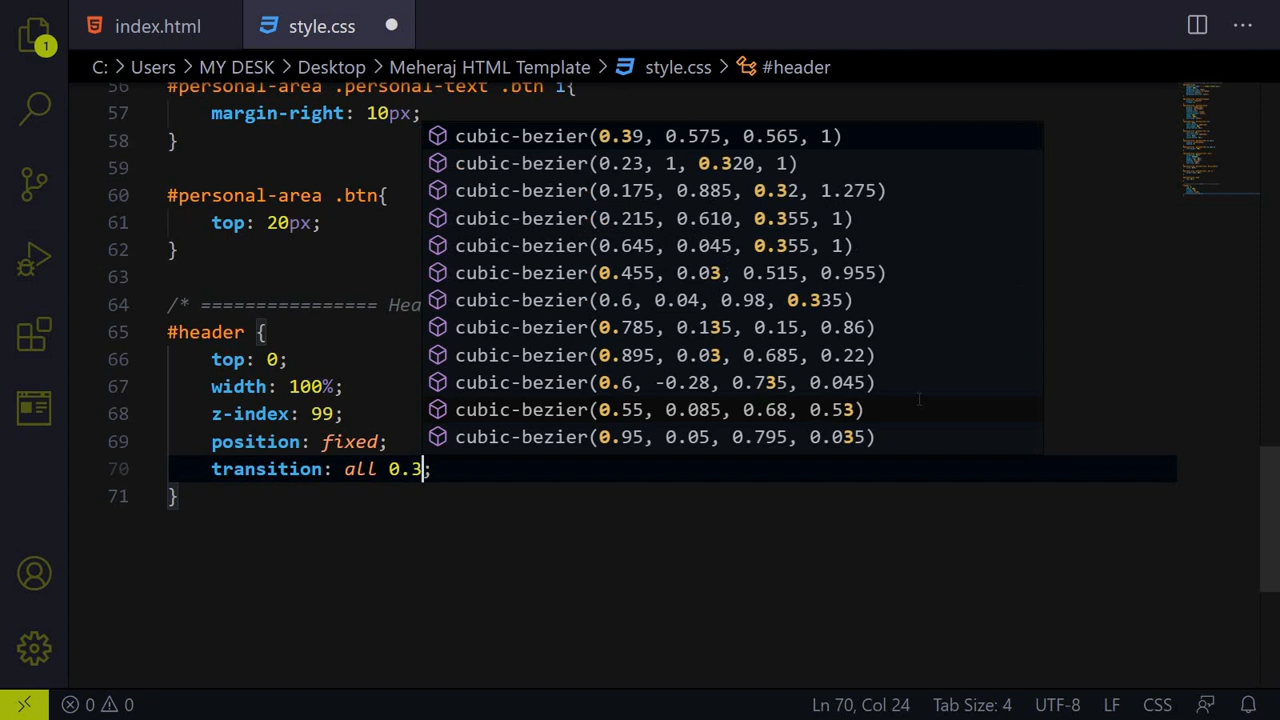 index.html
style.css
1
C: > Users > MY DESK > Desktop > Meheraj HTML Template > style.css > #header
56 #personal-area .personal-text .btn i{
57 margin-right: 10px;
58 }
59
60 #personal-area .btn{
61 top: 20px;
62 }
63
64 /* ================ Hea
65 #header {
66 top: 0;
67 width: 100%;
68 z-index: 99;
69 position: fixed;
70 transition: all 0.3;
71 }
cubic-bezier(0.39, 0.575, 0.565, 1)
cubic-bezier(0.23, 1, 0.320, 1)
cubic-bezier(0.175, 0.885, 0.32, 1.275)
cubic-bezier(0.215, 0.610, 0.355, 1)
cubic-bezier(0.645, 0.045, 0.355, 1)
cubic-bezier(0.455, 0.03, 0.515, 0.955)
cubic-bezier(0.6, 0.04, 0.98, 0.335)
cubic-bezier(0.785, 0.135, 0.15, 0.86)
cubic-bezier(0.895, 0.03, 0.685, 0.22)
cubic-bezier(0.6, -0.28, 0.735, 0.045)
cubic-bezier(0.55, 0.085, 0.68, 0.53)
cubic-bezier(0.95, 0.05, 0.795, 0.035)
0 0 Ln 70, Col 24 Tab Size: 4 UTF-8 LF CSS